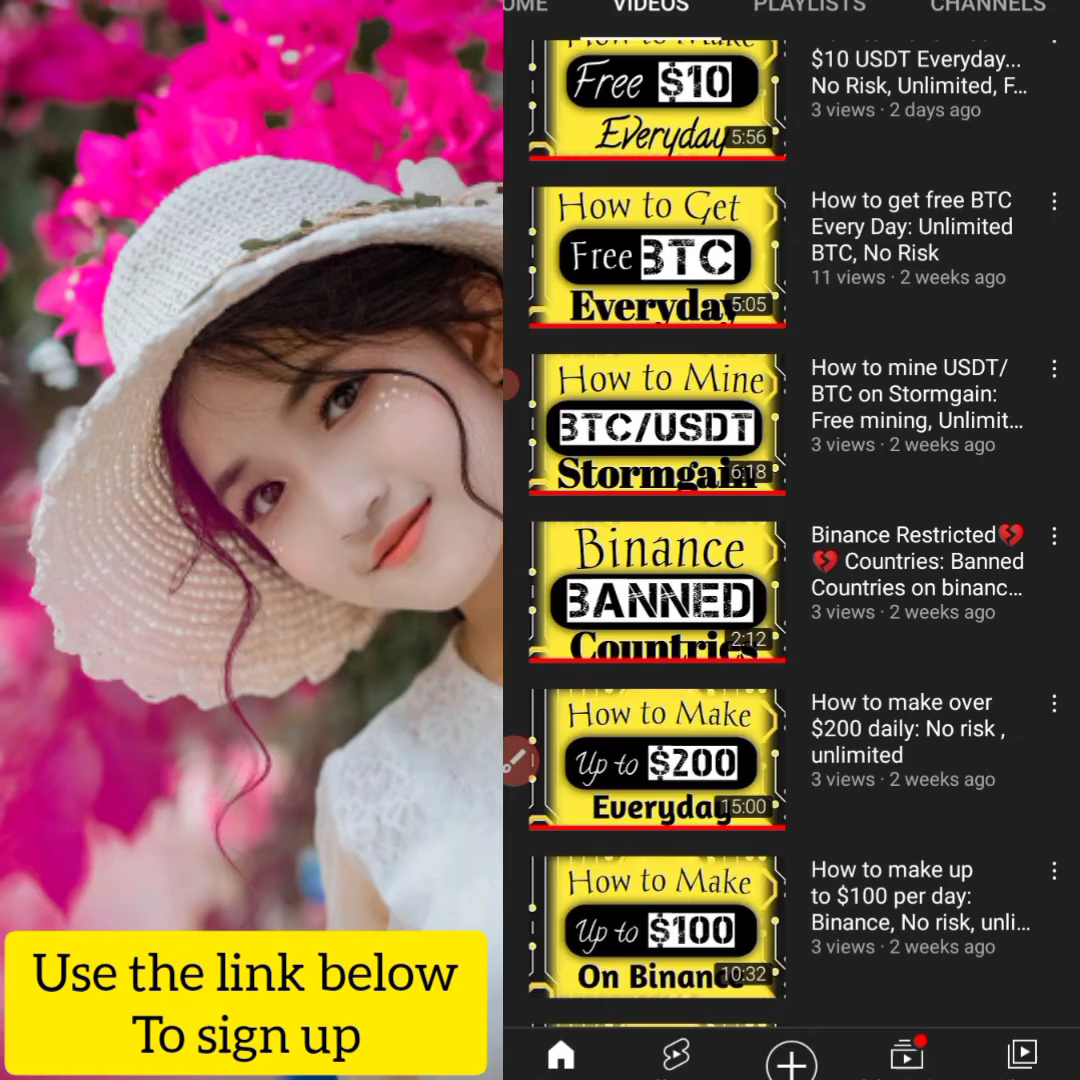 Use the link below
To sign up
OME
VIDEOS
PLAYLISTS
CHANNELS
How to Make
Free $10
Everyday
5:56
$10 USDT Everyday...
No Risk, Unlimited, F...
3 views · 2 days ago
How to Get
Free BTC
Everyday
5:05
How to get free BTC
Every Day: Unlimited
BTC, No Risk
11 views · 2 weeks ago
How to Mine
BTC/USDT
Stormgain
6:18
How to mine USDT/
BTC on Stormgain:
Free mining, Unlimit...
3 views · 2 weeks ago
Binance
BANNED
Countries
2:12
Binance Restricted💔
💔 Countries: Banned
Countries on binanc...
3 views · 2 weeks ago
How to Make
Up to $200
Everyday
15:00
How to make over
$200 daily: No risk ,
unlimited
3 views · 2 weeks ago
How to Make
Up to $100
On Binance
10:32
How to make up
to $100 per day:
Binance, No risk, unli...
3 views · 2 weeks ago